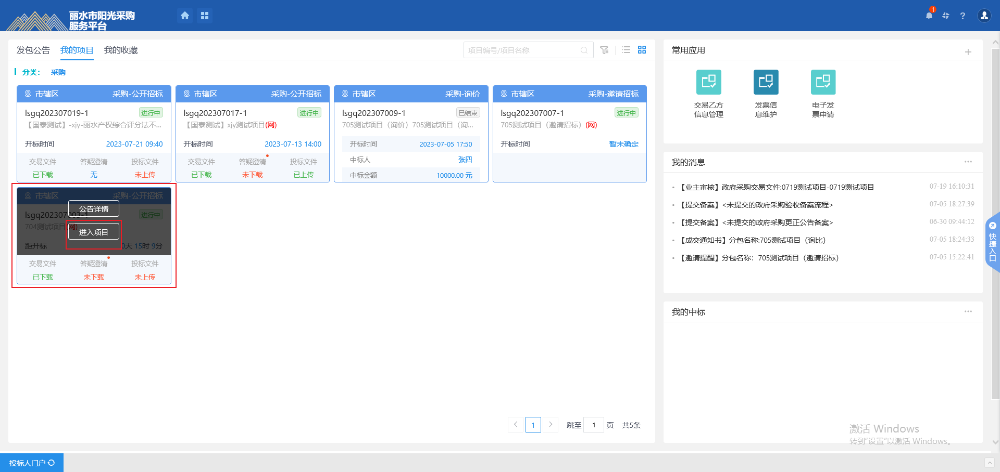 丽水市阳光采购
服务平台
1
?
发包公告 我的项目 我的收藏
项目编号/项目名称
分类： 采购
市辖区 采购-公开招标
lsgq202307019-1 进行中
【国泰测试】-xjy-丽水产权综合评分法不...
开标时间 2023-07-21 09:40
交易文件 答疑澄清 投标文件
已下载 无 未上传
市辖区 采购-公开招标
lsgq202307017-1 进行中
【国泰测试】xjy测试项目(网)
开标时间 2023-07-13 14:00
交易文件 答疑澄清 投标文件
已下载 未下载 已上传
市辖区 采购-询价
lsgq202307009-1 已结束
705测试项目（询价）705测试项目（询...
开标时间 2023-07-05 17:50
中标人 张四
中标金额 10000.00 元
市辖区 采购-邀请招标
lsgq202307007-1 进行中
705测试项目（邀请招标）(网)
开标时间 暂未确定
市辖区 采购-公开招标
公告详情
lsgq202307003-1 进行中
704测试项目(网)
进入项目
距开标 0天 15时 9分
交易文件 答疑澄清 投标文件
已下载 未下载 未上传
1 跳至 1 页 共5条
常用应用
交易乙方
信息管理
发票信
息维护
电子发
票申请
我的消息
【业主审核】政府采购交易文件:0719测试项目-0719测试项目 07-19 16:10:31
【提交备案】<未提交的政府采购验收备案流程> 07-05 18:27:39
【提交备案】<未提交的政府采购更正公告备案> 06-30 09:44:12
【成交通知书】分包名称:705测试项目（询比） 07-05 18:24:33
【邀请提醒】分包名称：705测试项目（邀请招标） 07-05 15:22:41
快捷入口
我的中标
激活 Windows
转到“设置”以激活 Windows。
投标人门户